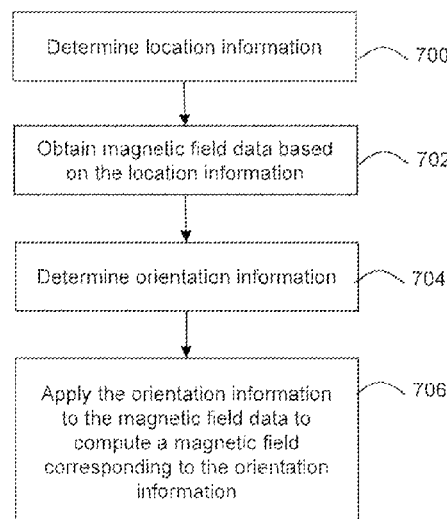 Determine location information
700
Obtain magnetic field data based
on the location information
702
Determine orientation information
704
Apply the orientation information
to the magnetic field data to
compute a magnetic field
corresponding to the orientation
information
706